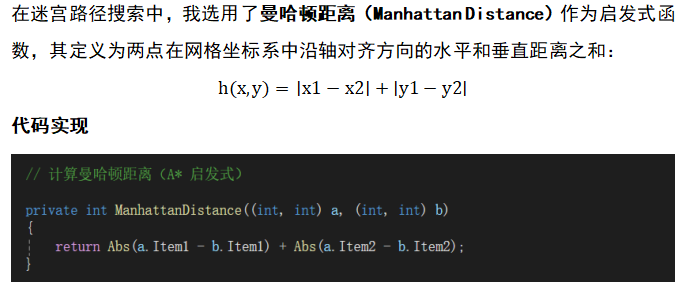 在迷宫路径搜索中，我选用了曼哈顿距离（Manhattan Distance）作为启发式函
数，其定义为两点在网格坐标系中沿轴对齐方向的水平和垂直距离之和：
h(x,y) = |x1 − x2| + |y1 − y2|
代码实现
// 计算曼哈顿距离（A* 启发式）
private int ManhattanDistance((int, int) a, (int, int) b)
{
return Abs(a.Item1 - b.Item1) + Abs(a.Item2 - b.Item2);
}